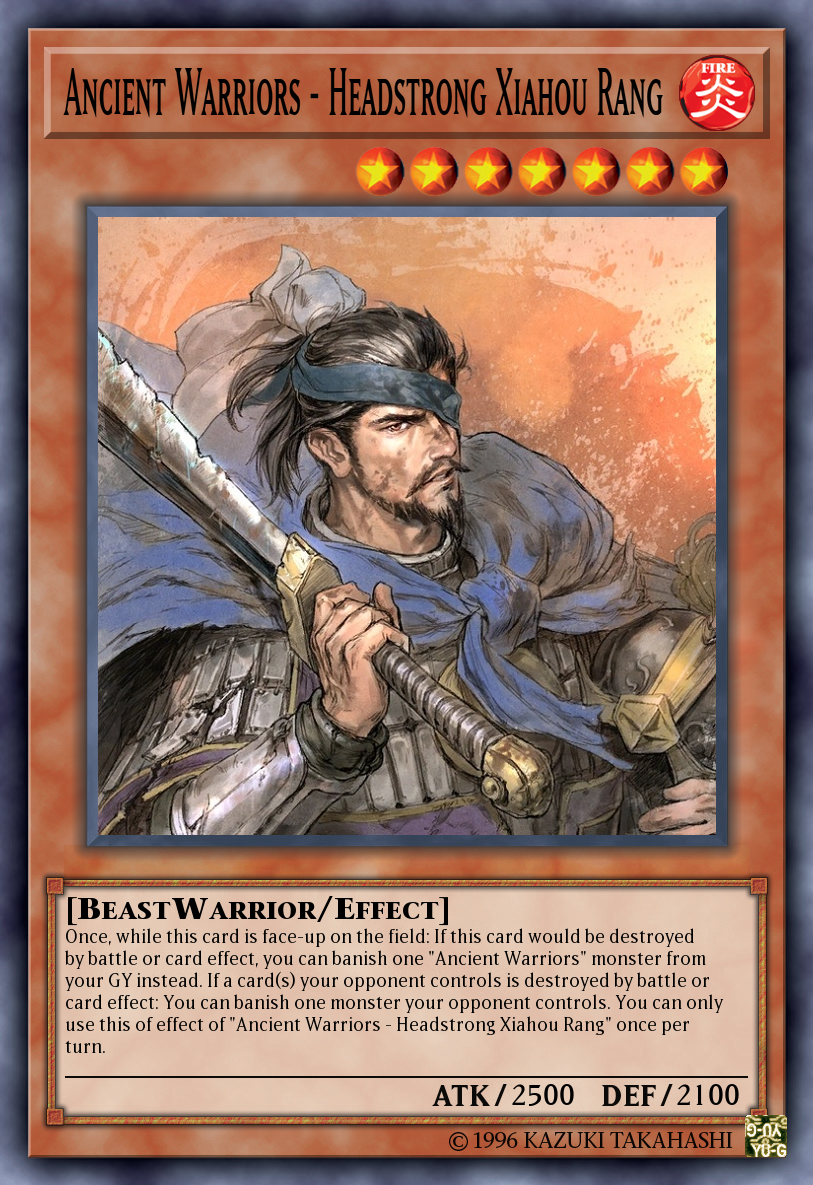 Ancient Warriors - Headstrong Xiahou Rang
FIRE
炎
[BeastWarrior/Effect]
Once, while this card is face-up on the field: If this card would be destroyed
by battle or card effect, you can banish one "Ancient Warriors" monster from
your GY instead. If a card(s) your opponent controls is destroyed by battle or
card effect: You can banish one monster your opponent controls. You can only
use this of effect of "Ancient Warriors - Headstrong Xiahou Rang" once per
turn.
ATK/2500 DEF/2100
© 1996 KAZUKI TAKAHASHI
YU-G